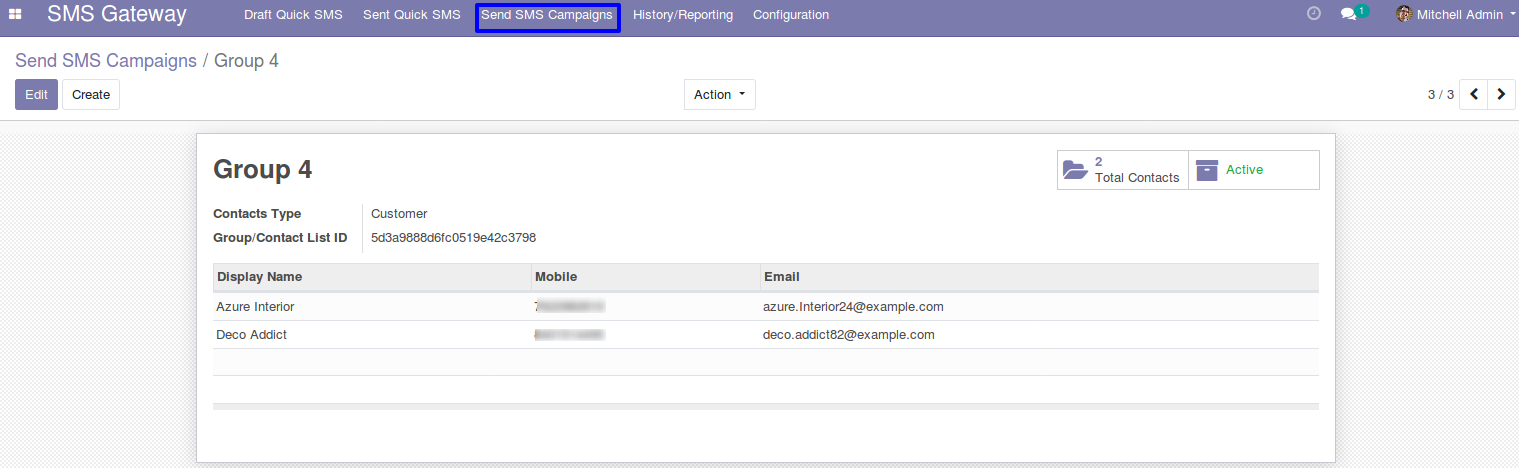 SMS Gateway Draft Quick SMS Sent Quick SMS Send SMS Campaigns History/Reporting Configuration 1 Mitchell Admin
Send SMS Campaigns / Group 4
Edit Create Action 3 / 3
Group 4
2
Total Contacts
Active
Contacts Type Customer
Group/Contact List ID 5d3a9888d6fc0519e42c3798
Display Name Mobile Email
Azure Interior azure.Interior24@example.com
Deco Addict deco.addict82@example.com